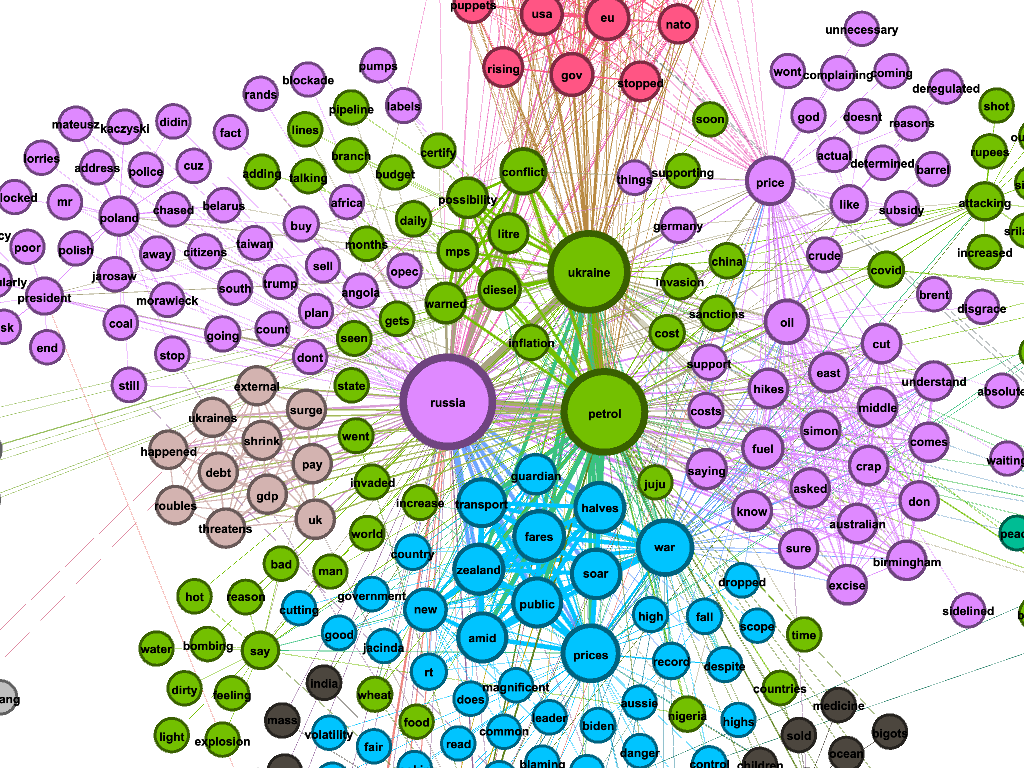 puppets
usa
eu
nato
rising
gov
stopped
unnecessary
wont
complaining
coming
deregulated
god
doesnt
reasons
actual
determined
barrel
like
subsidy
price
shot
rupees
attacking
increased
soon
things
supporting
germany
china
invasion
sanctions
cost
support
crude
covid
brent
disgrace
oil
pumps
blockade
rands
pipeline
labels
lines
fact
branch
certify
adding
talking
budget
africa
conflict
possibility
daily
litre
mps
months
opec
diesel
warned
angola
gets
inflation
seen
ukraine
mateusz
kaczyski
didin
lorries
address
police
cuz
locked
mr
poland
chased
belarus
cy
poor
polish
away
citizens
taiwan
buy
jarosaw
south
trump
sell
president
morawieck
plan
sk
coal
going
count
end
stop
dont
still
russia
petrol
state
external
ukraines
surge
happened
shrink
debt
pay
gdp
roubles
threatens
uk
went
invaded
increase
world
cut
hikes
east
understand
absolute
costs
middle
simon
fuel
comes
saying
crap
waiting
asked
don
know
australian
peac
sure
birmingham
excise
sidelined
guardian
juju
transport
halves
fares
war
country
zealand
soar
government
new
public
amid
prices
dropped
high
fall
scope
time
record
despite
countries
bad
man
hot
reason
cutting
good
jacinda
water
bombing
say
rt
india
wheat
dirty
feeling
mass
food
light
explosion
volatility
fair
does
magnificent
leader
aussie
nigeria
highs
common
biden
read
danger
blaming
control
children
medicine
sold
bigots
ocean
ang